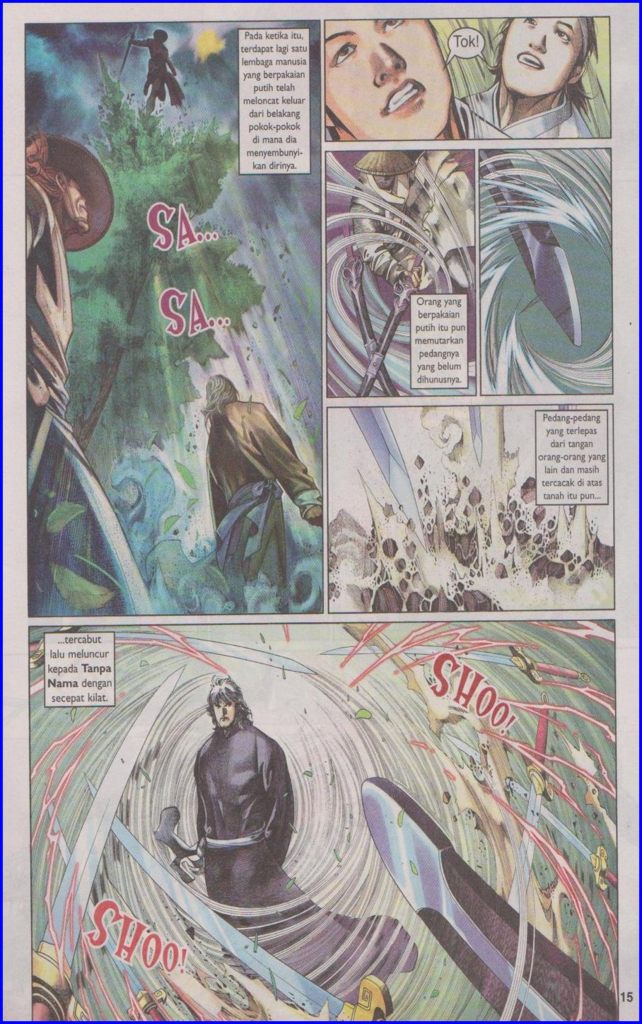 Pada ketika itu,
terdapat lagi satu
lembaga manusia
yang berpakaian
putih telah
meloncat keluar
dari belakang
pokok-pokok
di mana dia
menyembunyi-
kan dirinya.
Tok!
SA...
SA...
Orang yang
berpakaian
putih itu pun
memutarkan
pedangnya
yang belum
dihunusnya.
Pedang-pedang
yang terlepas
dari tangan
orang-orang yang
lain dan masih
tercacak di atas
tanah itu pun...
...tercabut
lalu meluncur
kepada Tanpa
Nama dengan
secepat kilat.
SHOO!
SHOO!
15